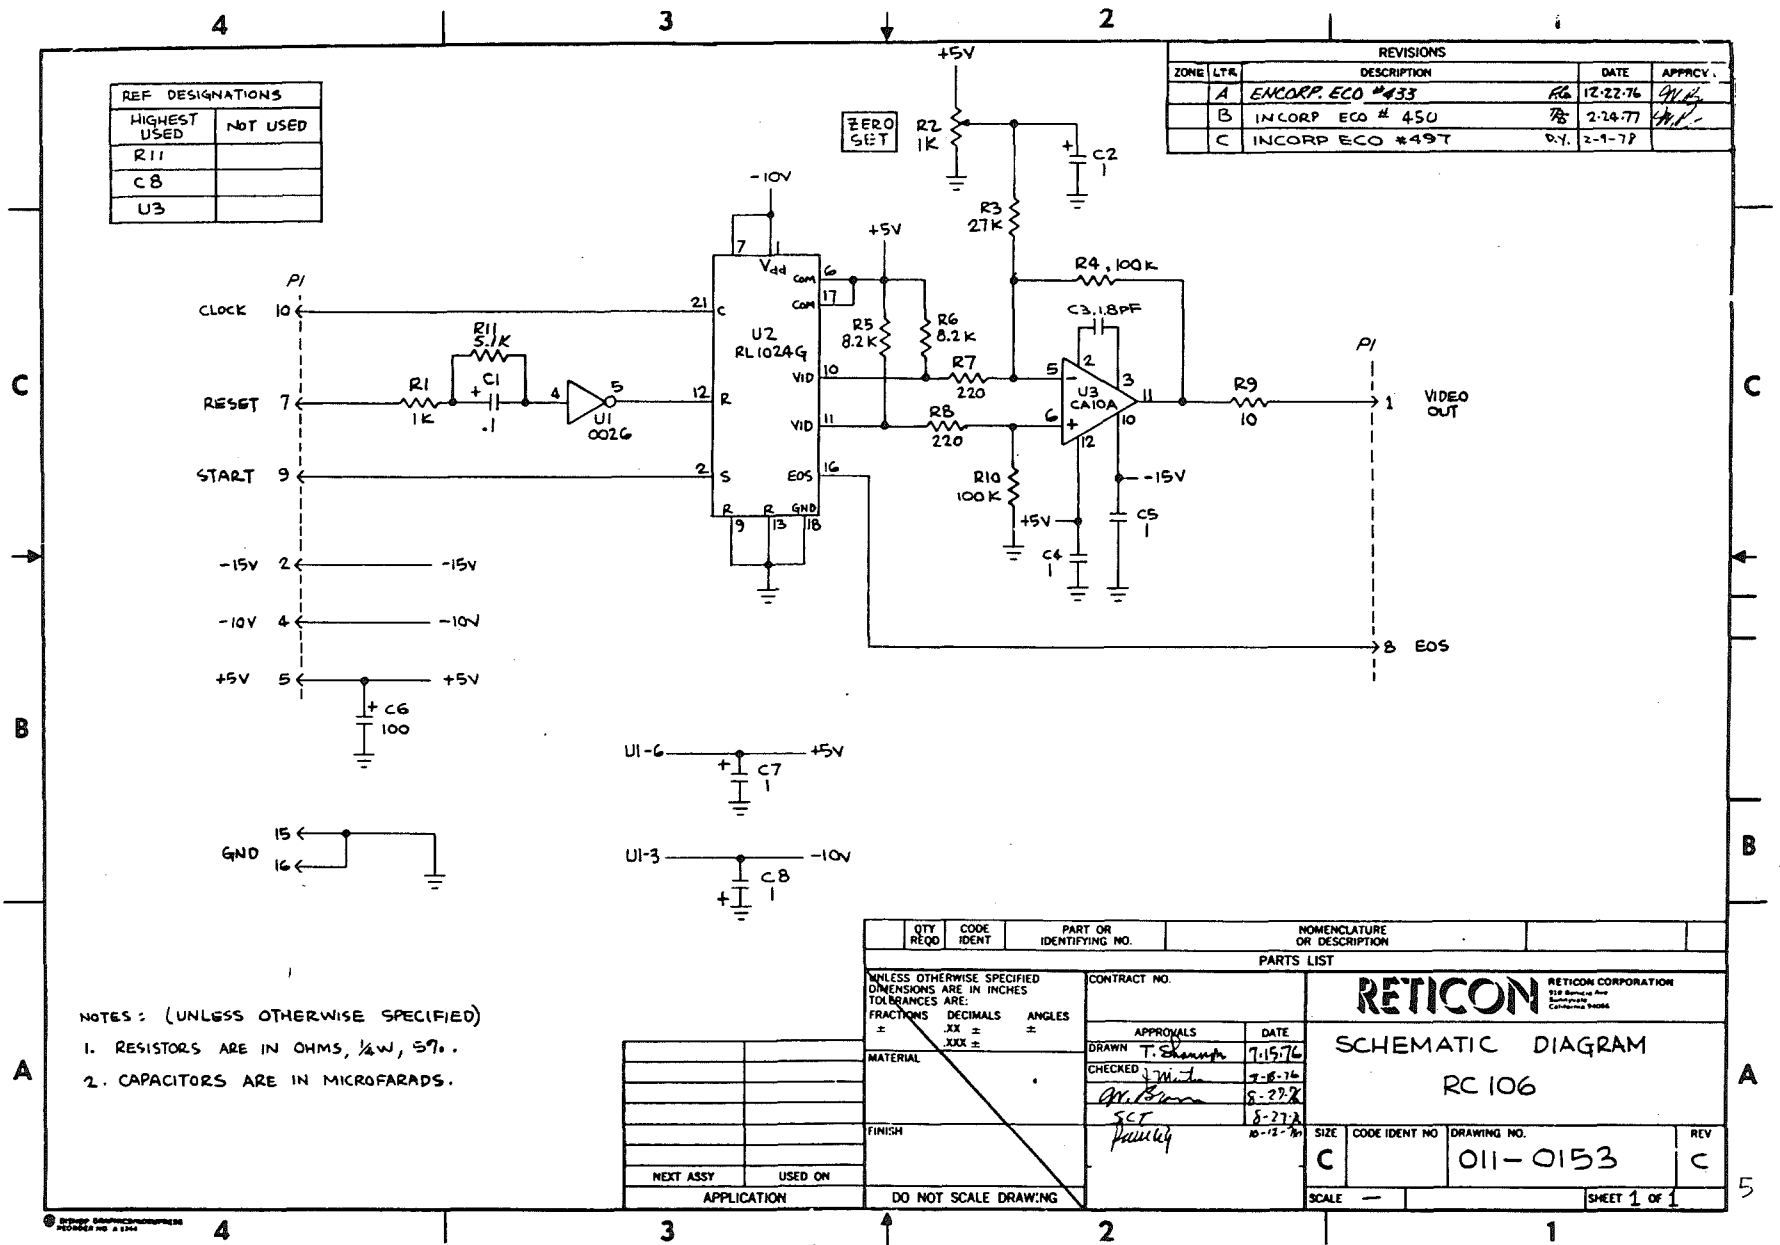 4 3 2
REF DESIGNATIONS
HIGHEST USED NOT USED
R11
C8
U3
REVISIONS
ZONE LTR DESCRIPTION DATE
A ENCORP. ECO #433 12-22-76
B INCORP ECO # 450 2-24-77
C INCORP ECO #497 D.Y. 2-9-78
+5V
ZERO SET
R2
1K
+ C2
1
R3
27K
-10V
7 1
Vdd
+5V
COM 6
COM 17
R4, 100K
C3, 1.8PF
P1
CLOCK 10
21 C
U2
RL1024G
R5
8.2K
R6
8.2K
R11
5.1K
R1
1K
+ C1
.1
RESET 7
4 5
U1
0026
12 R
VID 10
R7
220
5 -
2
3
U3
CA10A
11
R9
10
P1
1 VIDEO OUT
VID 11
R8
220
6 +
12
10
START 9
2 S
EOS 16
R10
100K
-15V
C5
1
+5V
C4
1
R R GND
9 13 18
-15V 2 -15V
-10V 4 -10V
+5V 5 +5V
+ C6
100
8 EOS
U1-6 +5V
+ C7
1
GND 15
16
U1-3 -10V
C8
+ 1
C C
B B
A A
NOTES: (UNLESS OTHERWISE SPECIFIED)
1. RESISTORS ARE IN OHMS, ¼W, 5%.
2. CAPACITORS ARE IN MICROFARADS.
QTY REQD CODE IDENT PART OR IDENTIFYING NO. NOMENCLATURE OR DESCRIPTION
PARTS LIST
UNLESS OTHERWISE SPECIFIED
DIMENSIONS ARE IN INCHES
TOLERANCES ARE:
FRACTIONS DECIMALS ANGLES
± .XX ±
.XXX ±
MATERIAL
FINISH
DO NOT SCALE DRAWING
NEXT ASSY USED ON
APPLICATION
CONTRACT NO.
APPROVALS DATE
DRAWN 7-15-76
CHECKED
SCT
RETICON RETICON CORPORATION
Sunnyvale
California 94086
SCHEMATIC DIAGRAM
RC106
SIZE CODE IDENT NO DRAWING NO. REV
C 011-0153 C
SCALE — SHEET 1 OF 1
5
4 3 2 1